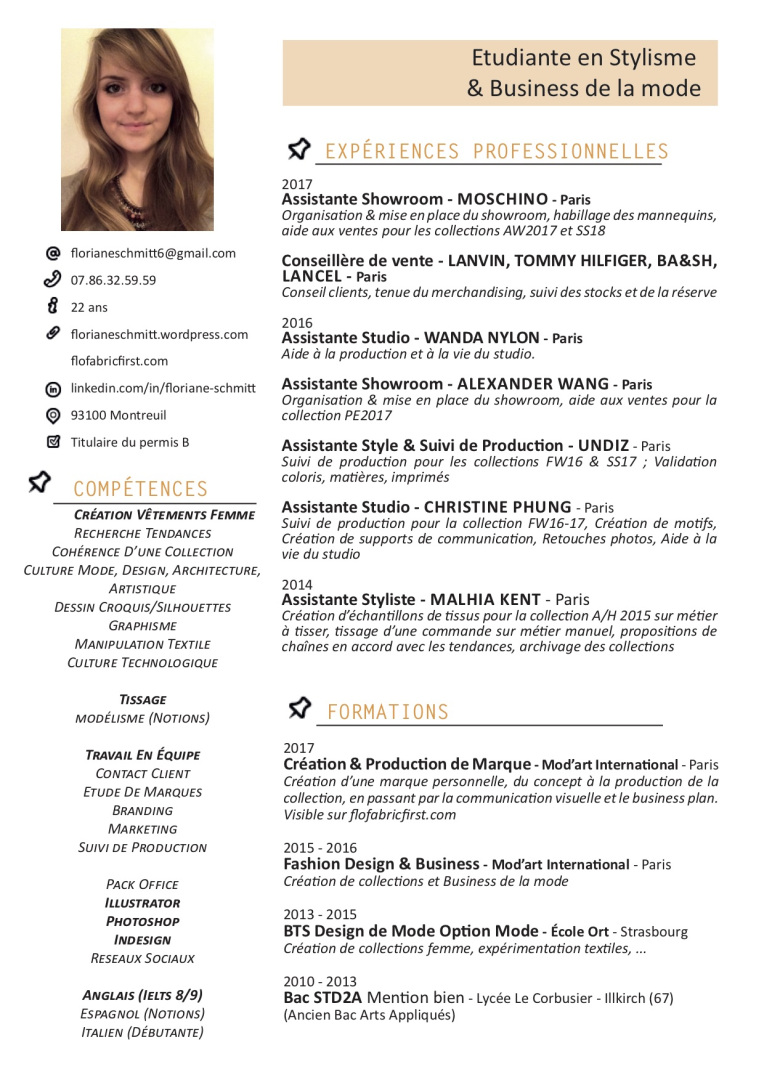 Etudiante en Stylisme
& Business de la mode
florianeschmitt6@gmail.com
07.86.32.59.59
22 ans
florianeschmitt.wordpress.com
flofabricfirst.com
linkedin.com/in/floriane-schmitt
93100 Montreuil
Titulaire du permis B
COMPÉTENCES
CRÉATION VÊTEMENTS FEMME
RECHERCHE TENDANCES
COHÉRENCE D'UNE COLLECTION
CULTURE MODE, DESIGN, ARCHITECTURE,
ARTISTIQUE
DESSIN CROQUIS/SILHOUETTES
GRAPHISME
MANIPULATION TEXTILE
CULTURE TECHNOLOGIQUE
TISSAGE
MODÉLISME (NOTIONS)
TRAVAIL EN ÉQUIPE
CONTACT CLIENT
ETUDE DE MARQUES
BRANDING
MARKETING
SUIVI DE PRODUCTION
PACK OFFICE
ILLUSTRATOR
PHOTOSHOP
INDESIGN
RESEAUX SOCIAUX
ANGLAIS (IELTS 8/9)
ESPAGNOL (NOTIONS)
ITALIEN (DÉBUTANTE)
EXPÉRIENCES PROFESSIONNELLES
2017
Assistante Showroom - MOSCHINO - Paris
Organisation & mise en place du showroom, habillage des mannequins,
aide aux ventes pour les collections AW2017 et SS18
Conseillère de vente - LANVIN, TOMMY HILFIGER, BA&SH,
LANCEL - Paris
Conseil clients, tenue du merchandising, suivi des stocks et de la réserve
2016
Assistante Studio - WANDA NYLON - Paris
Aide à la production et à la vie du studio.
Assistante Showroom - ALEXANDER WANG - Paris
Organisation & mise en place du showroom, aide aux ventes pour la
collection PE2017
Assistante Style & Suivi de Production - UNDIZ - Paris
Suivi de production pour les collections FW16 & SS17 ; Validation
coloris, matières, imprimés
Assistante Studio - CHRISTINE PHUNG - Paris
Suivi de production pour la collection FW16-17, Création de motifs,
Création de supports de communication, Retouches photos, Aide à la
vie du studio
2014
Assistante Styliste - MALHIA KENT - Paris
Création d'échantillons de tissus pour la collection A/H 2015 sur métier
à tisser, tissage d'une commande sur métier manuel, propositions de
chaînes en accord avec les tendances, archivage des collections
FORMATIONS
2017
Création & Production de Marque - Mod'art International - Paris
Création d'une marque personnelle, du concept à la production de la
collection, en passant par la communication visuelle et le business plan.
Visible sur flofabricfirst.com
2015 - 2016
Fashion Design & Business - Mod'art International - Paris
Création de collections et Business de la mode
2013 - 2015
BTS Design de Mode Option Mode - École Ort - Strasbourg
Création de collections femme, expérimentation textiles, ...
2010 - 2013
Bac STD2A Mention bien - Lycée Le Corbusier - Illkirch (67)
(Ancien Bac Arts Appliqués)